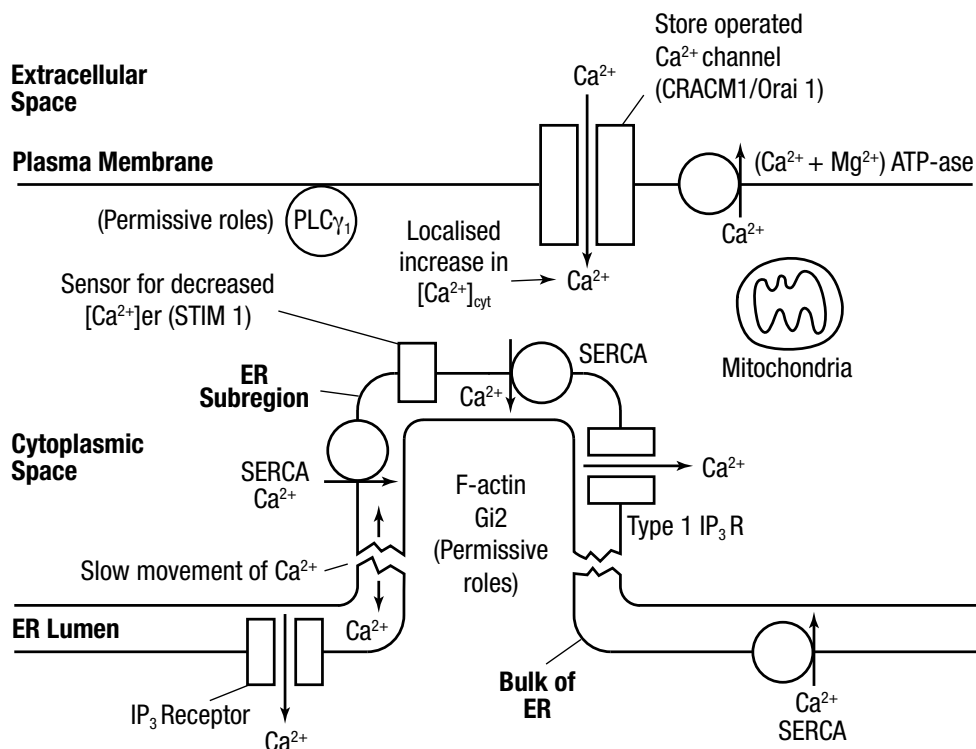 Store operated
Ca²⁺ channel
(CRACM1/Orai 1)
Extracellular
Space
Ca²⁺
Plasma Membrane
(Ca²⁺ + Mg²⁺) ATP-ase
(Permissive roles)
PLCγ₁
Ca²⁺
Localised
increase in
[Ca²⁺]cyt
Ca²⁺
Sensor for decreased
[Ca²⁺]er (STIM 1)
Mitochondria
SERCA
ER
Subregion
Ca²⁺
Cytoplasmic
Space
SERCA
Ca²⁺
Ca²⁺
F-actin
Gi2
(Permissive
roles)
Type 1 IP₃ R
Slow movement of Ca²⁺
ER Lumen
Ca²⁺
IP₃ Receptor
Ca²⁺
Bulk of
ER
Ca²⁺
SERCA